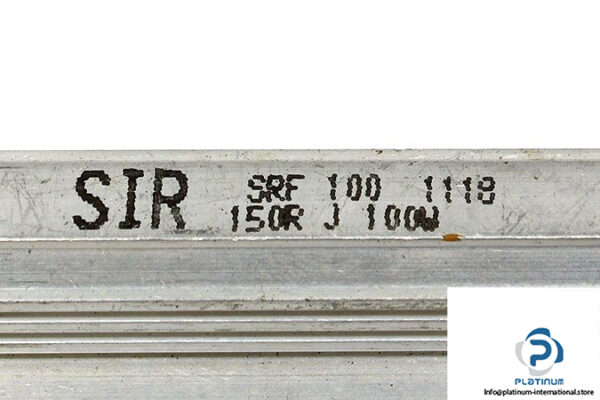 SIR SRF 100 1118
150R J 100W
PLATINUM
Info@platinum-international.store